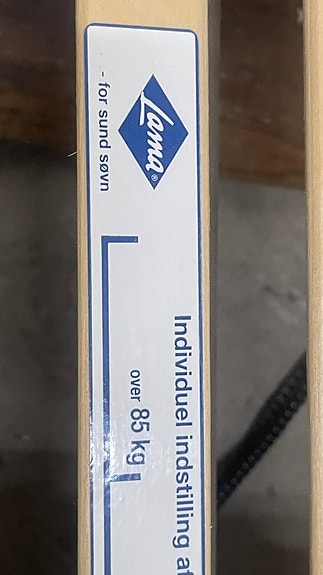 Lama®
- for sund søvn
Individuel indstilling af
over 85 kg